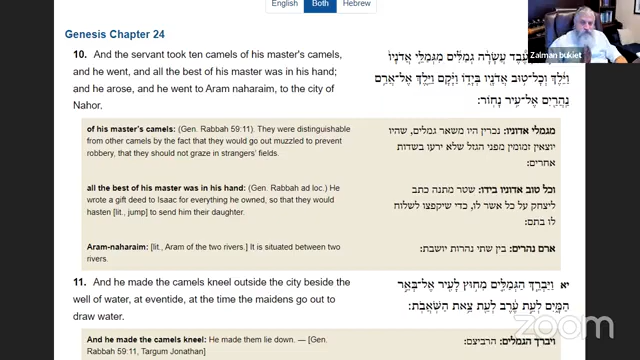 English
Both
Hebrew
Zalman bukiet
Genesis Chapter 24
10. And the servant took ten camels of his master's camels,
and he went, and all the best of his master was in his hand;
and he arose, and he went to Aram naharaim, to the city of
Nahor.
עֲשָׂרָ֨ה גְמַלִּ֜ים מִגְּמַלֵּ֤י אֲדֹנָיו֙
וַיֵּ֔לֶךְ וְכָל־ט֥וּב אֲדֹנָ֖יו בְּיָד֑וֹ וַיָּ֗קָם וַיֵּ֛לֶךְ אֶל־אֲרַ֥ם
נַהֲרַ֖יִם אֶל־עִ֥יר נָחֽוֹר:
of his master's camels: (Gen. Rabbah 59:11). They were distinguishable
from other camels by the fact that they would go out muzzled to prevent
robbery, that they should not graze in strangers' fields.
מגמלי אדוניו: נכרין היו משאר גמלים, שהיו
יוצאין זמומין מפני הגזל שלא ירעו בשדות
אחרים:
all the best of his master was in his hand: (Gen. Rabbah ad loc.) He
wrote a gift deed to Isaac for everything he owned, so that they would
hasten [lit., jump] to send him their daughter.
וכל טוב אדוניו בידו: שטר מתנה כתב
ליצחק על כל אשר לו, כדי שיקפצו לשלוח
לו בתם:
Aram-naharaim: [lit., Aram of the two rivers.] It is situated between two
rivers.
ארם נהרים: בין שתי נהרות יושבת:
11. And he made the camels kneel outside the city beside the
well of water, at eventide, at the time the maidens go out to
draw water.
יא וַיַּבְרֵ֧ךְ הַגְּמַלִּ֛ים מִח֥וּץ לָעִ֖יר אֶל־בְּאֵ֣ר
הַמָּ֑יִם לְעֵ֣ת עֶ֔רֶב לְעֵ֖ת צֵ֥את הַשֹּׁאֲבֹֽת:
zoom
And he made the camels kneel: He made them lie down. — [Gen.
Rabbah 59:11, Targum Jonathan]
ויברך הגמלים: הרביצם: